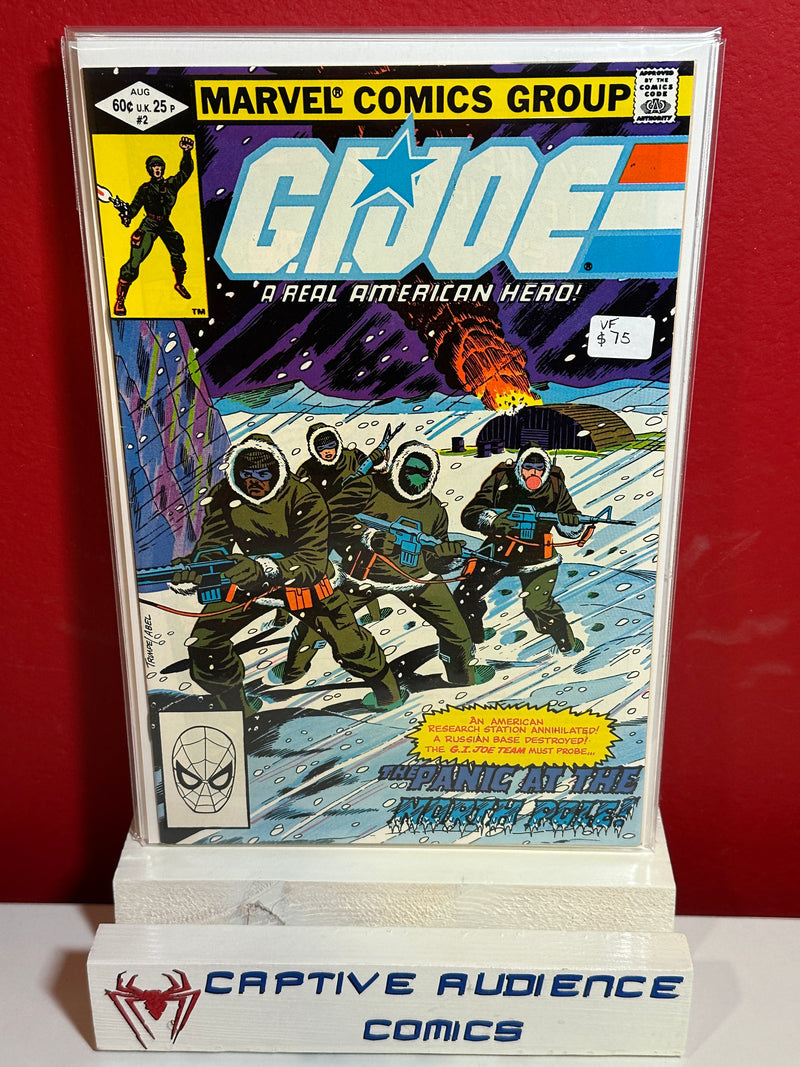 AUG
60¢ U.K. 25 P
#2
MARVEL® COMICS GROUP
APPROVED
BY THE
COMICS
CODE
CA
AUTHORITY
G.I. JOE®
A REAL AMERICAN HERO!
TM
VF
$75
TRIMPE/ABEL
AN AMERICAN
RESEARCH STATION ANNIHILATED!
A RUSSIAN BASE DESTROYED!
THE G.I. JOE TEAM MUST PROBE...
THE PANIC AT THE
NORTH POLE!
CAPTIVE AUDIENCE
COMICS